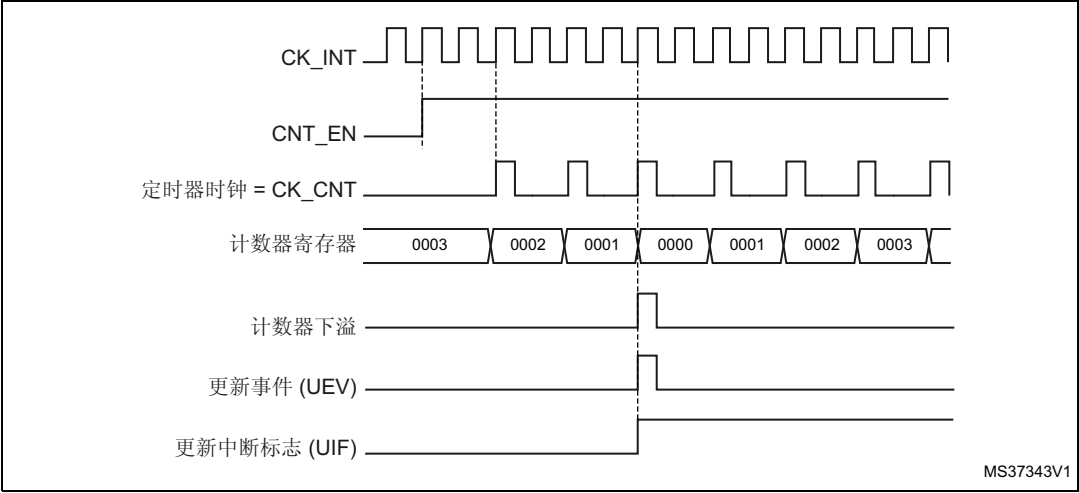 CK_INT
CNT_EN
定时器时钟 = CK_CNT
计数器寄存器 0003 0002 0001 0000 0001 0002 0003
计数器下溢
更新事件 (UEV)
更新中断标志 (UIF)
MS37343V1